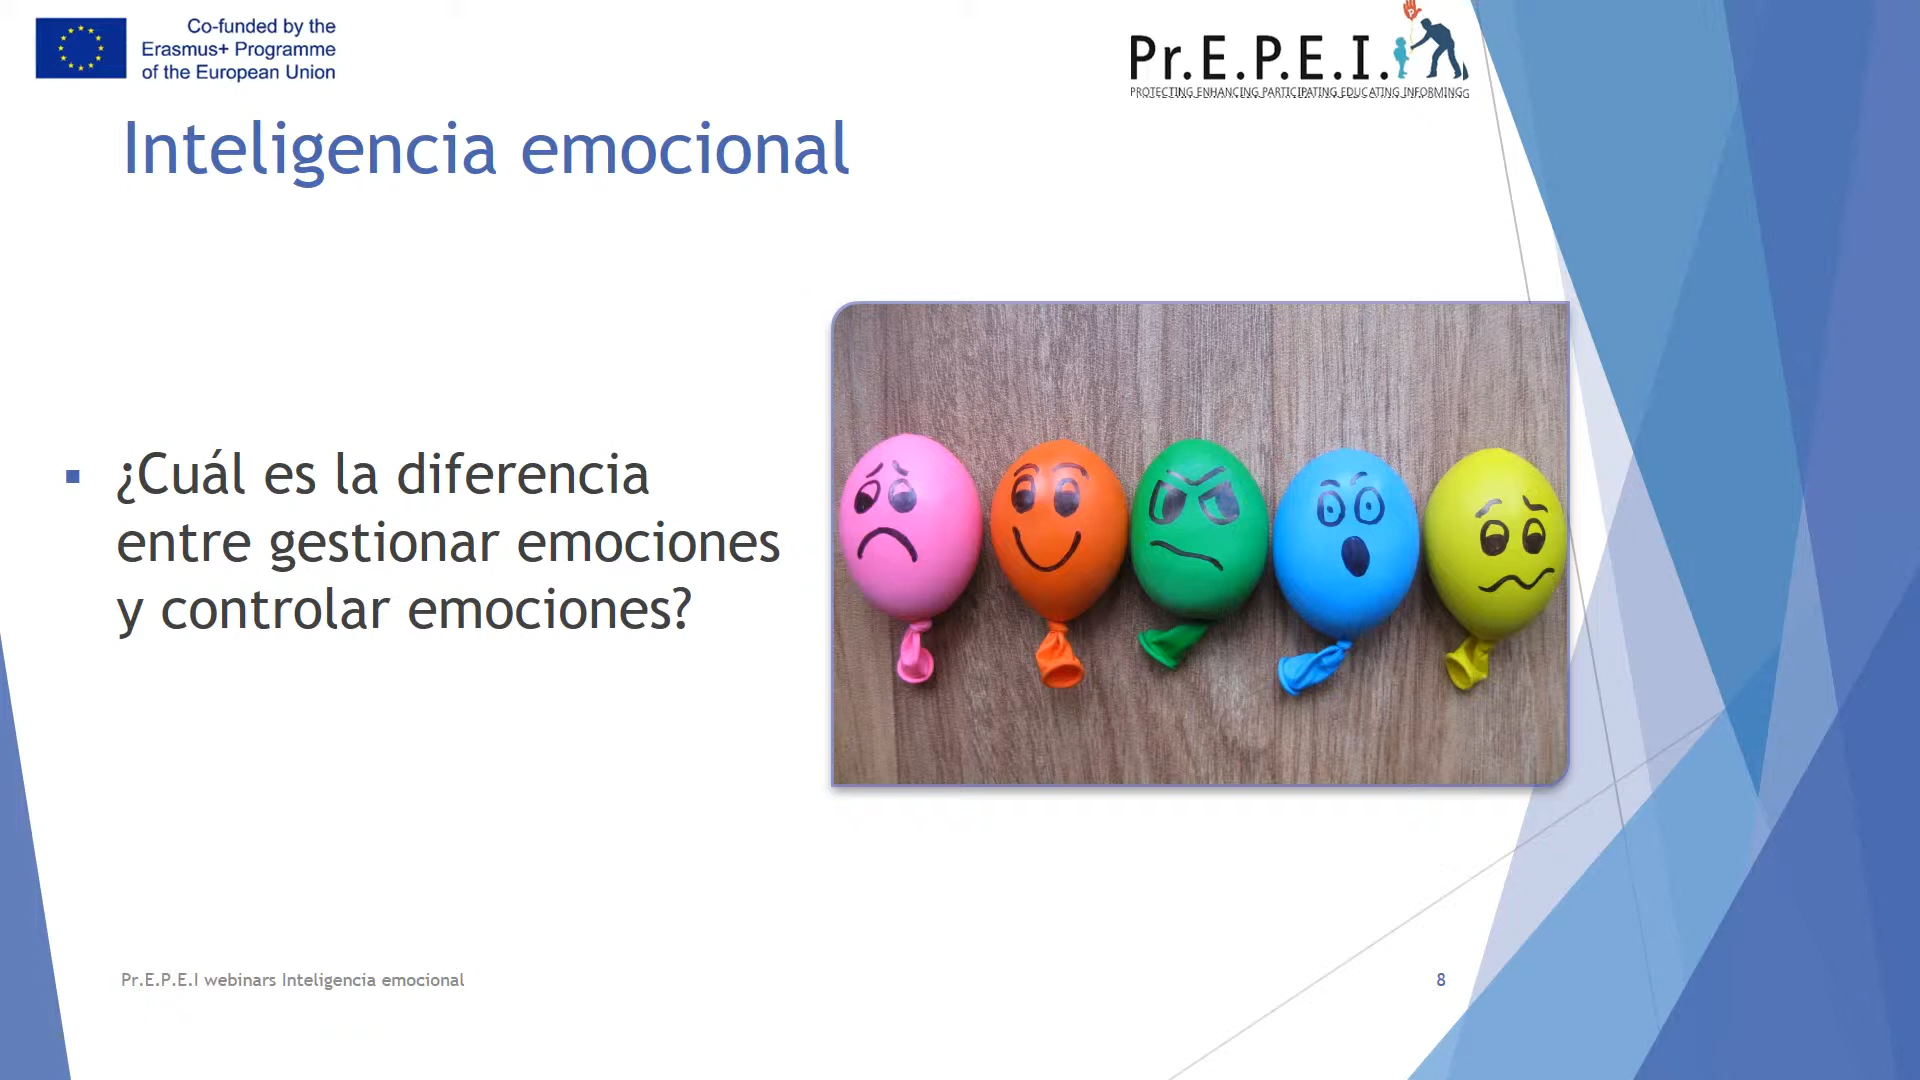 Co-funded by the
Erasmus+ Programme
of the European Union
Pr.E.P.E.I.
PROTECTING ENHANCING PARTICIPATING EDUCATING INFORMING
Inteligencia emocional
▪ ¿Cuál es la diferencia
entre gestionar emociones
y controlar emociones?
Pr.E.P.E.I webinars Inteligencia emocional
8